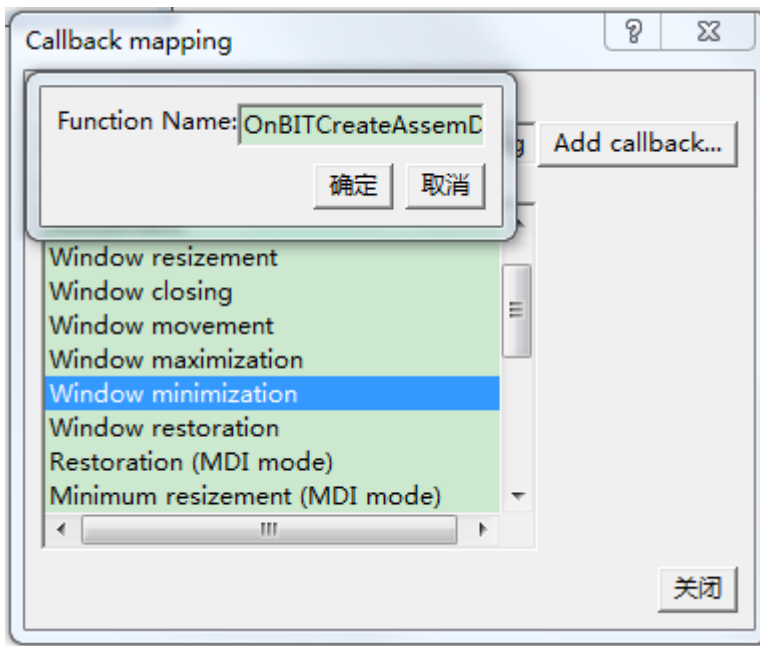 Callback mapping
Function Name: OnBITCreateAssemD
确定 取消
g Add callback...
Window resizement
Window closing
Window movement
Window maximization
Window minimization
Window restoration
Restoration (MDI mode)
Minimum resizement (MDI mode)
关闭